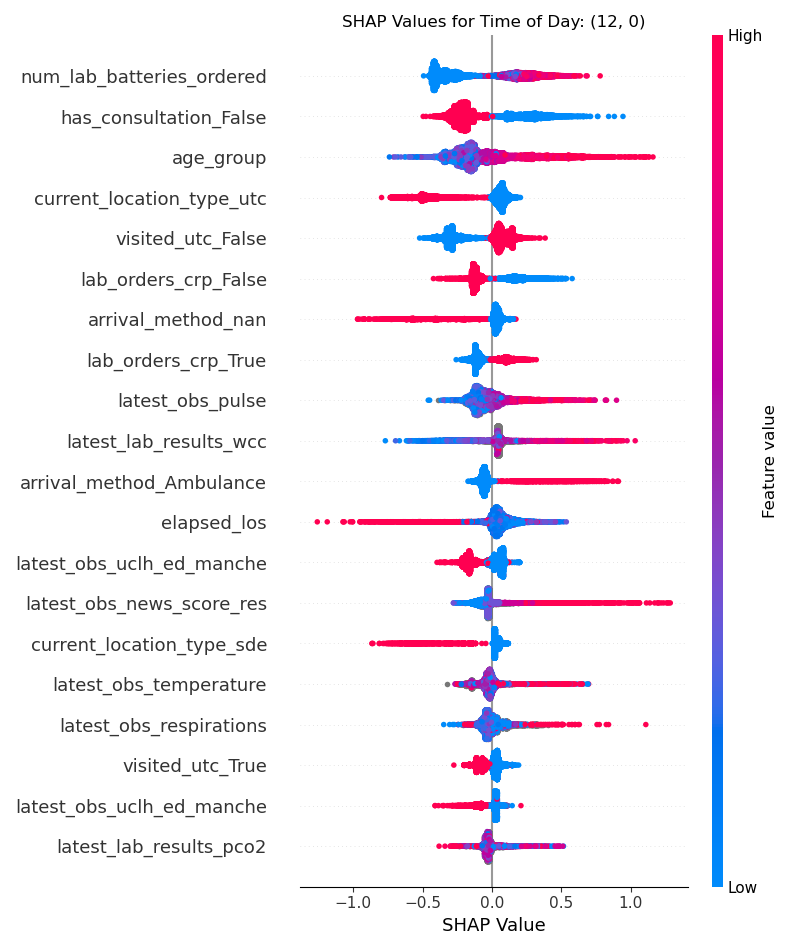 SHAP Values for Time of Day: (12, 0)
High
num_lab_batteries_ordered
has_consultation_False
age_group
current_location_type_utc
visited_utc_False
lab_orders_crp_False
arrival_method_nan
lab_orders_crp_True
latest_obs_pulse
latest_lab_results_wcc
arrival_method_Ambulance
elapsed_los
latest_obs_uclh_ed_manche
latest_obs_news_score_res
current_location_type_sde
latest_obs_temperature
latest_obs_respirations
visited_utc_True
latest_obs_uclh_ed_manche
latest_lab_results_pco2
Feature value
Low
−1.0 −0.5 0.0 0.5 1.0
SHAP Value